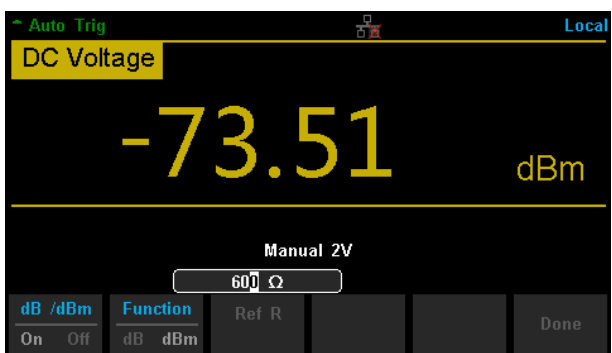 Auto Trig Local
DC Voltage
-73.51 dBm
Manual 2V
600 Ω
dB /dBm Function Ref R Done
On Off dB dBm